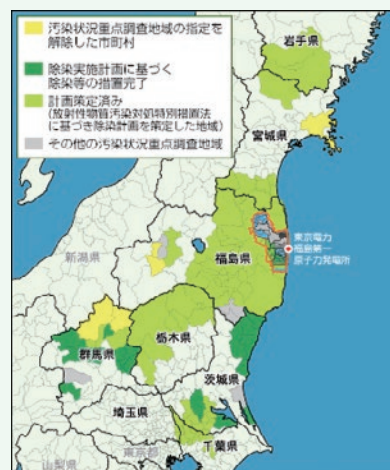 汚染状況重点調査地域の指定を
解除した市町村
除染実施計画に基づく
除染等の措置完了
計画策定済み
(放射性物質汚染対処特別措置法
に基づき除染計画を策定した地域)
その他の汚染状況重点調査地域
岩手県
宮城県
新潟県
福島県
東京電力
福島第一
原子力発電所
群馬県
栃木県
茨城県
埼玉県
東京都
千葉県
山梨県